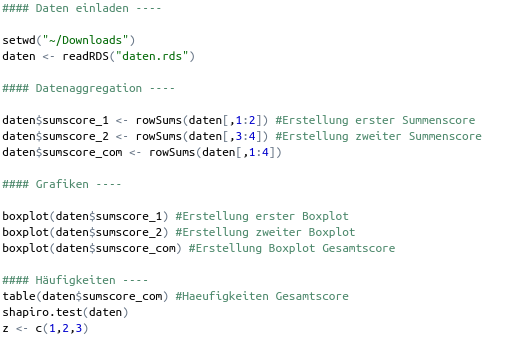 #### Daten einladen ----
setwd("~/Downloads")
daten <- readRDS("daten.rds")
#### Datenaggregation ----
daten$sumscore_1 <- rowSums(daten[,1:2]) #Erstellung erster Summenscore
daten$sumscore_2 <- rowSums(daten[,3:4]) #Erstellung zweiter Summenscore
daten$sumscore_com <- rowSums(daten[,1:4])
#### Grafiken ----
boxplot(daten$sumscore_1) #Erstellung erster Boxplot
boxplot(daten$sumscore_2) #Erstellung zweiter Boxplot
boxplot(daten$sumscore_com) #Erstellung Boxplot Gesamtscore
#### Häufigkeiten ----
table(daten$sumscore_com) #Haeufigkeiten Gesamtscore
shapiro.test(daten)
z <- c(1,2,3)